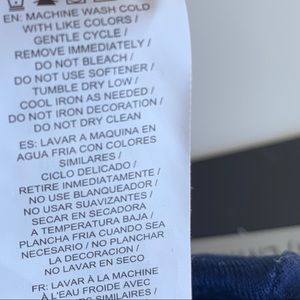 EN: MACHINE WASH COLD
WITH LIKE COLORS /
GENTLE CYCLE /
REMOVE IMMEDIATELY /
DO NOT BLEACH /
DO NOT USE SOFTENER /
TUMBLE DRY LOW /
COOL IRON AS NEEDED /
DO NOT IRON DECORATION /
DO NOT DRY CLEAN
ES: LAVAR A MAQUINA EN
AGUA FRIA CON COLORES
SIMILARES /
CICLO DELICADO /
RETIRE INMEDIATAMENTE /
NO USE BLANQUEADOR /
NO USAR SUAVIZANTES /
SECAR EN SECADORA
A TEMPERATURA BAJA /
PLANCHA FRIA CUANDO SEA
NECESARIO / NO PLANCHAR
LA DECORACION /
NO LAVAR EN SECO
FR: LAVER À LA MACHINE
À L'EAU FROIDE AVEC
SIMILAIRES /